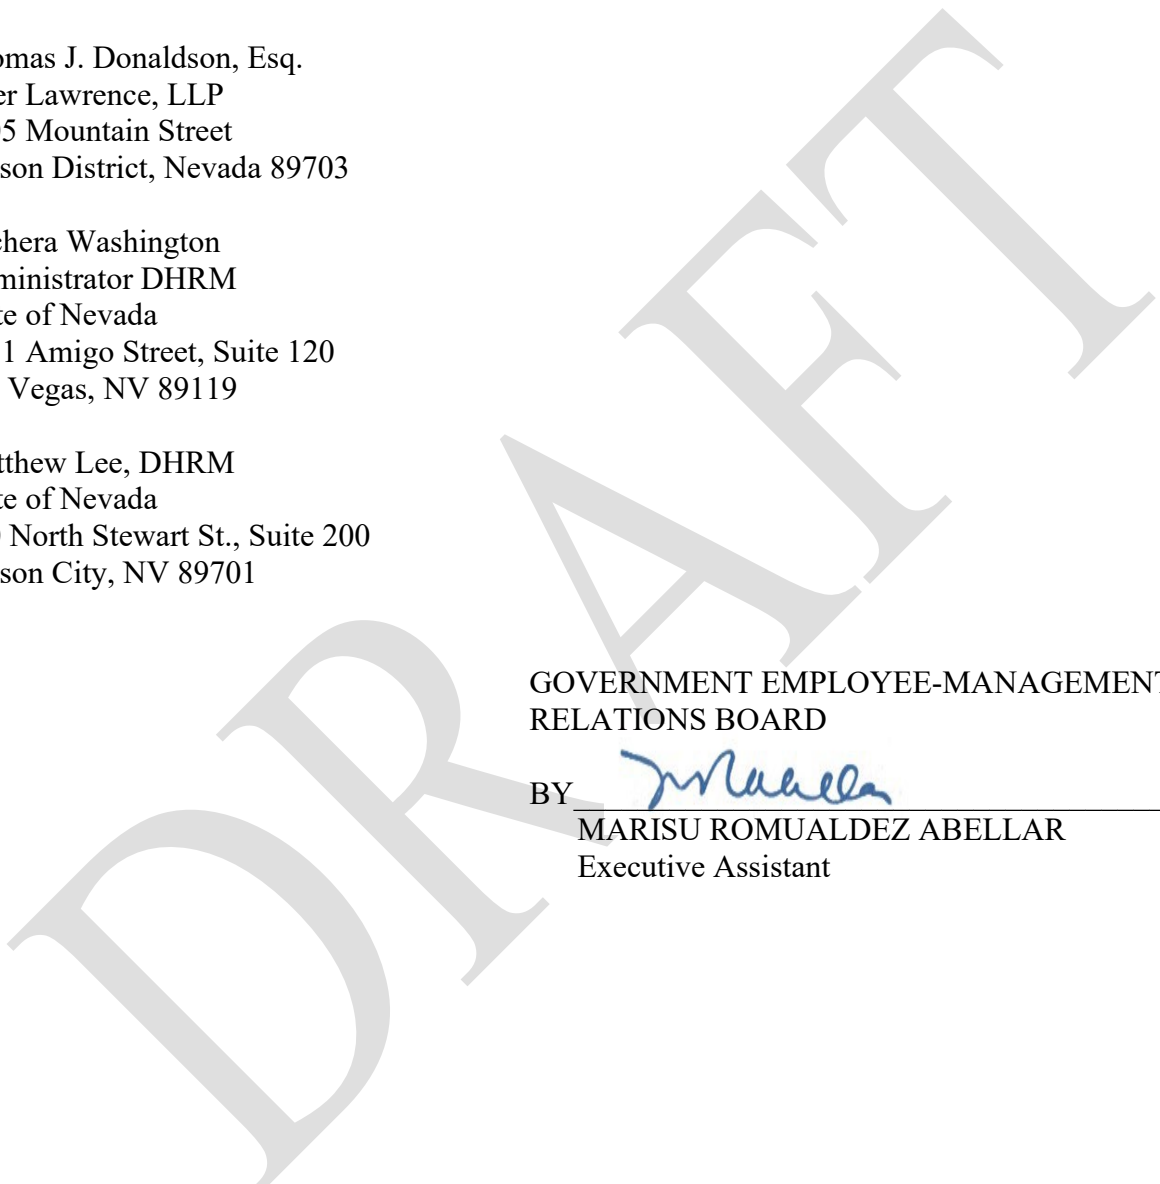 omas J. Donaldson, Esq.
er Lawrence, LLP
05 Mountain Street
son District, Nevada 89703
chera Washington
ministrator DHRM
te of Nevada
1 Amigo Street, Suite 120
Vegas, NV 89119
tthew Lee, DHRM
te of Nevada
North Stewart St., Suite 200
son City, NV 89701
GOVERNMENT EMPLOYEE-MANAGEMENT
RELATIONS BOARD
BY
MARISU ROMUALDEZ ABELLAR
Executive Assistant
DRAFT